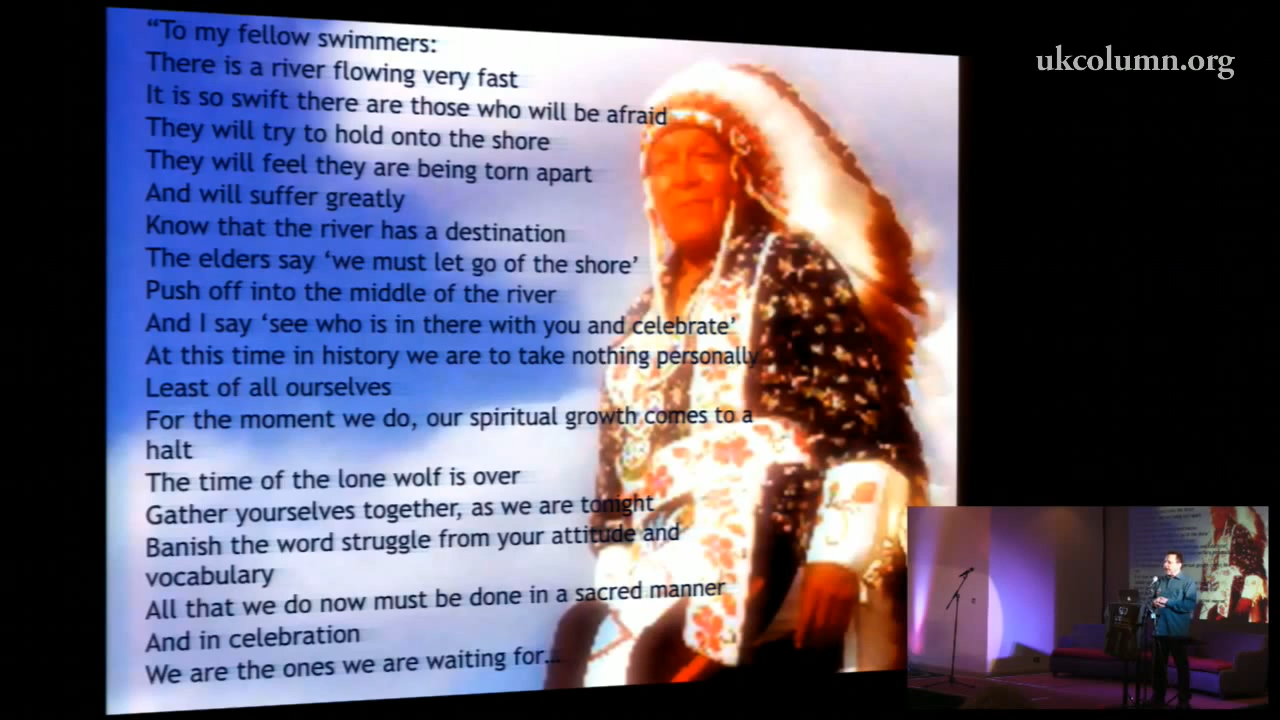 “To my fellow swimmers:
There is a river flowing very fast
It is so swift there are those who will be afraid
They will try to hold onto the shore
They will feel they are being torn apart
And will suffer greatly
Know that the river has a destination
The elders say ‘we must let go of the shore’
Push off into the middle of the river
And I say ‘see who is in there with you and celebrate’
At this time in history we are to take nothing personally
Least of all ourselves
For the moment we do, our spiritual growth comes to a
halt
The time of the lone wolf is over
Gather yourselves together, as we are tonight
Banish the word struggle from your attitude and
vocabulary
All that we do now must be done in a sacred manner
And in celebration
We are the ones we are waiting for…
ukcolumn.org